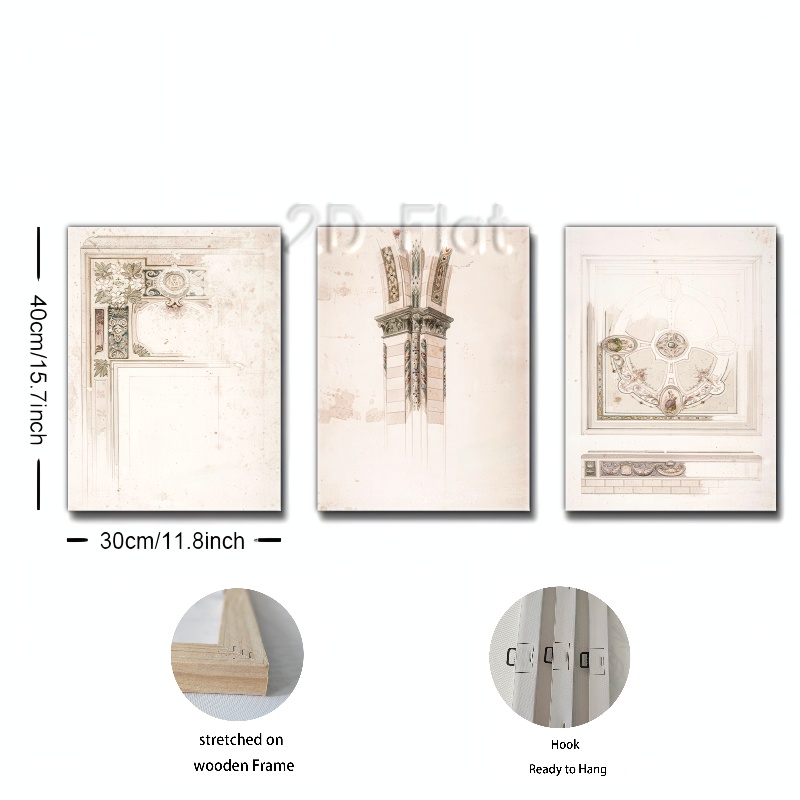 2D Flat
40cm/15.7inch
30cm/11.8inch
stretched on
wooden Frame
Hook
Ready to Hang